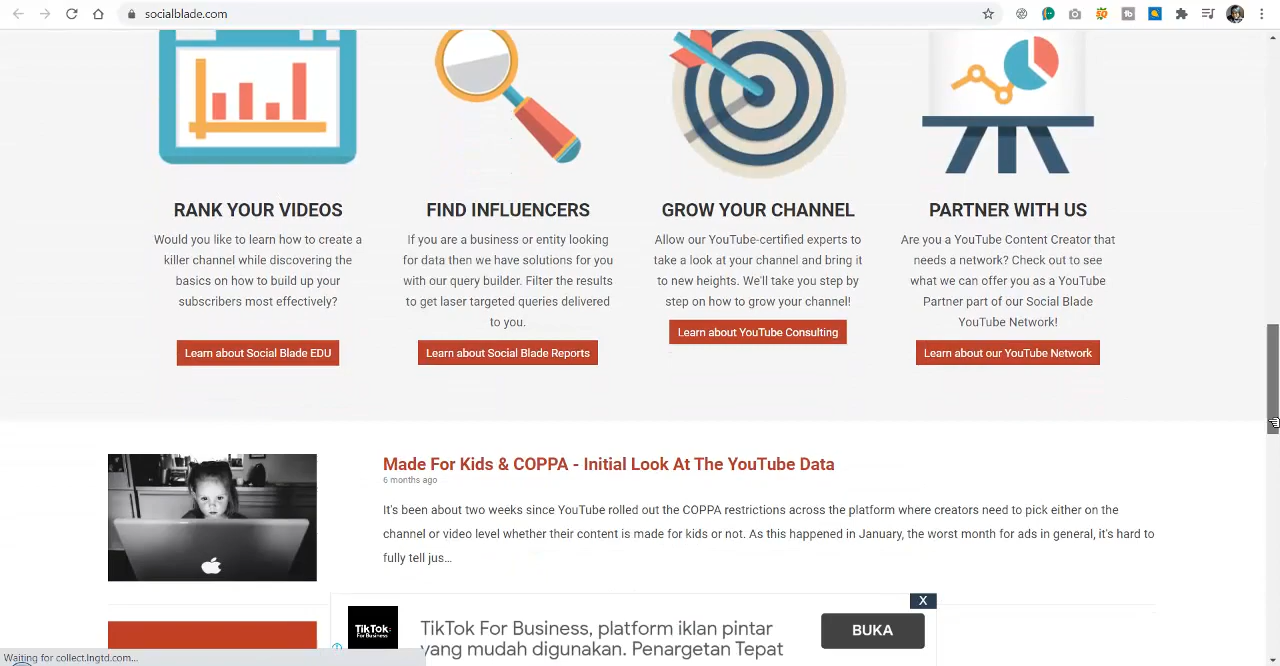 socialblade.com
RANK YOUR VIDEOS
Would you like to learn how to create a
killer channel while discovering the
basics on how to build up your
subscribers most effectively?
Learn about Social Blade EDU
FIND INFLUENCERS
If you are a business or entity looking
for data then we have solutions for you
with our query builder. Filter the results
to get laser targeted queries delivered
to you.
Learn about Social Blade Reports
GROW YOUR CHANNEL
Allow our YouTube-certified experts to
take a look at your channel and bring it
to new heights. We'll take you step by
step on how to grow your channel!
Learn about YouTube Consulting
PARTNER WITH US
Are you a YouTube Content Creator that
needs a network? Check out to see
what we can offer you as a YouTube
Partner part of our Social Blade
YouTube Network!
Learn about our YouTube Network
Made For Kids & COPPA - Initial Look At The YouTube Data
6 months ago
It's been about two weeks since YouTube rolled out the COPPA restrictions across the platform where creators need to pick either on the
channel or video level whether their content is made for kids or not. As this happened in January, the worst month for ads in general, it's hard to
fully tell jus...
X
TikTok:
For Business
TikTok For Business, platform iklan pintar
yang mudah digunakan. Penargetan Tepat
BUKA
Waiting for collect.lngtd.com...